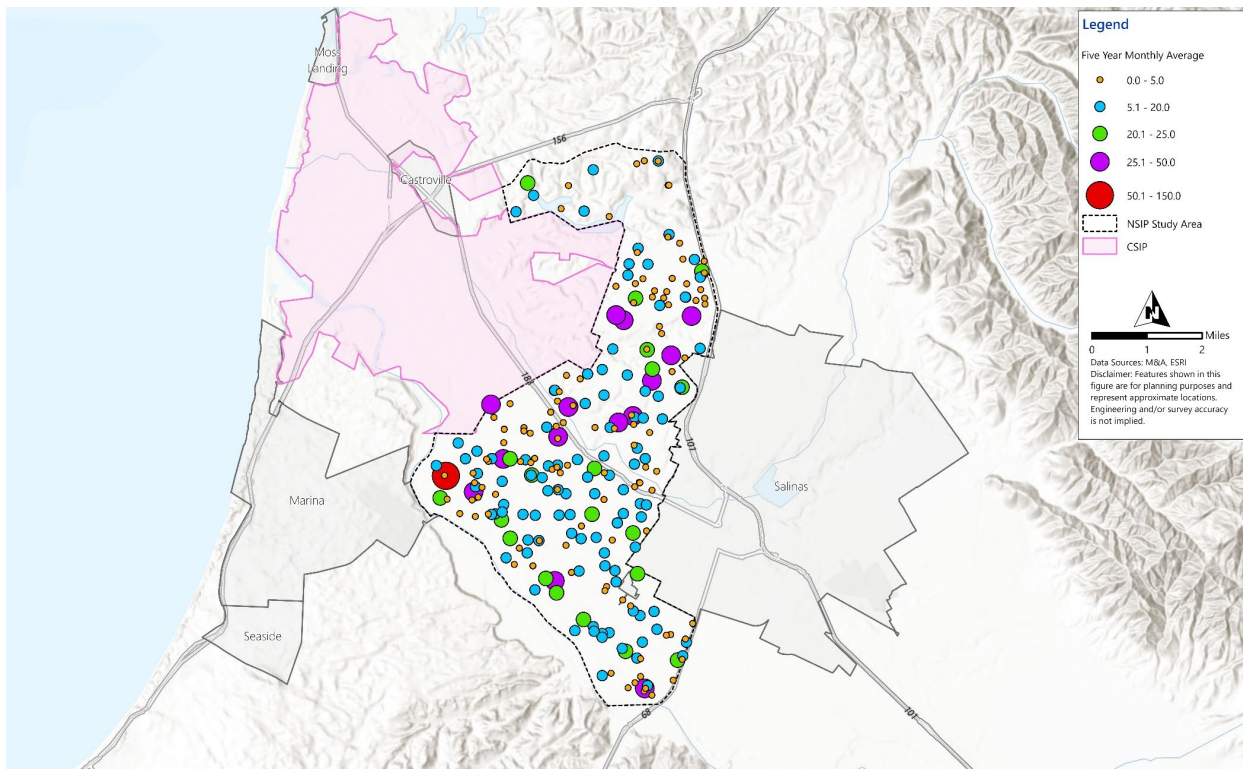 Moss
Landing
156
Castroville
183
101
Marina
Salinas
Seaside
68
101
Legend
Five Year Monthly Average
0.0 - 5.0
5.1 - 20.0
20.1 - 25.0
25.1 - 50.0
50.1 - 150.0
NSIP Study Area
CSIP
N
Miles
0 1 2
Data Sources: M&A, ESRI
Disclaimer: Features shown in this
figure are for planning purposes and
represent approximate locations.
Engineering and/or survey accuracy
is not implied.